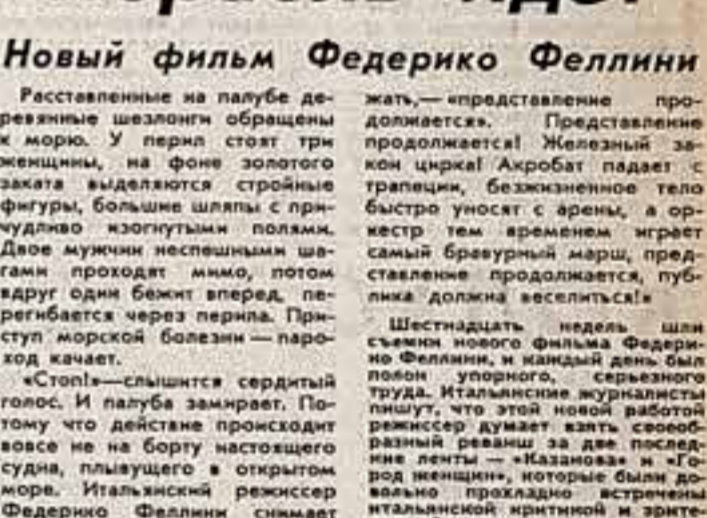 Новый фильм Федерико Феллини
Расставленные на палубе де-
ревянные шезлонги обращены
к морю. У перил стоят три
женщины, на фоне золотого
заката выделяются стройные
фигуры, большие шляпы с при-
чудливо изогнутыми полями.
Двое мужчин неспешными ша-
гами проходят мимо, потом
вдруг один бежит вперед, пе-
регибается через перила. При-
ступ морской болезни — паро-
ход качает.
«Стоп!»—слышится сердитый
голос. И палуба замирает. По-
тому что действие происходит
вовсе не на борту настоящего
судна, плывущего в открытом
море. Итальянский режиссер
Федерико Феллини снимает
жать,— «представление про-
должается». Представление
продолжается! Железный за-
кон цирка! Акробат падает с
трапеции, безжизненное тело
быстро уносят с арены, а ор-
кестр тем временем играет
самый бравурный марш, пред-
ставление продолжается, пуб-
лика должна веселиться!»
Шестнадцать недель шли
съемки нового фильма Федери-
ко Феллини, и каждый день был
полон упорного, серьезного
труда. Итальянские журналисты
пишут, что этой новой работой
режиссер думает взять своеоб-
разный реванш за две послед-
ние ленты — «Казанова» и «Го-
род женщин», которые были до-
вольно прохладно встречены
итальянской критикой и зрите-